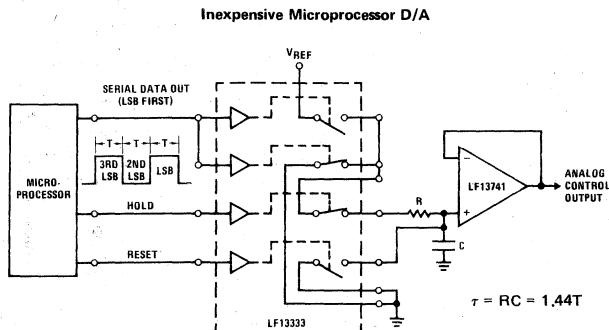 Inexpensive Microprocessor D/A
VREF
SERIAL DATA OUT
(LSB FIRST)
T T T
3RD LSB
2ND LSB
LSB
MICRO-
PROCESSOR
HOLD
RESET
LF13333
R
C
−
+
LF13741
ANALOG
CONTROL
OUTPUT
τ = RC = 1.44T